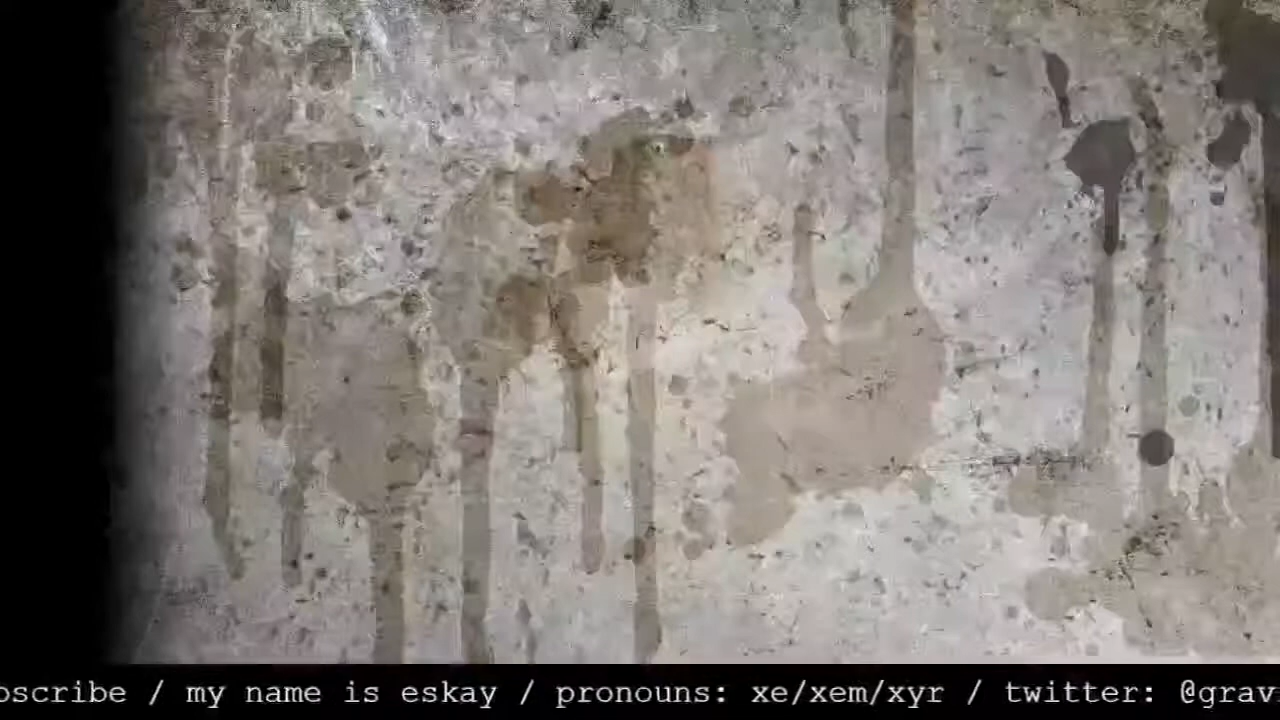 oscribe / my name is eskay / pronouns: xe/xem/xyr / twitter: @grav